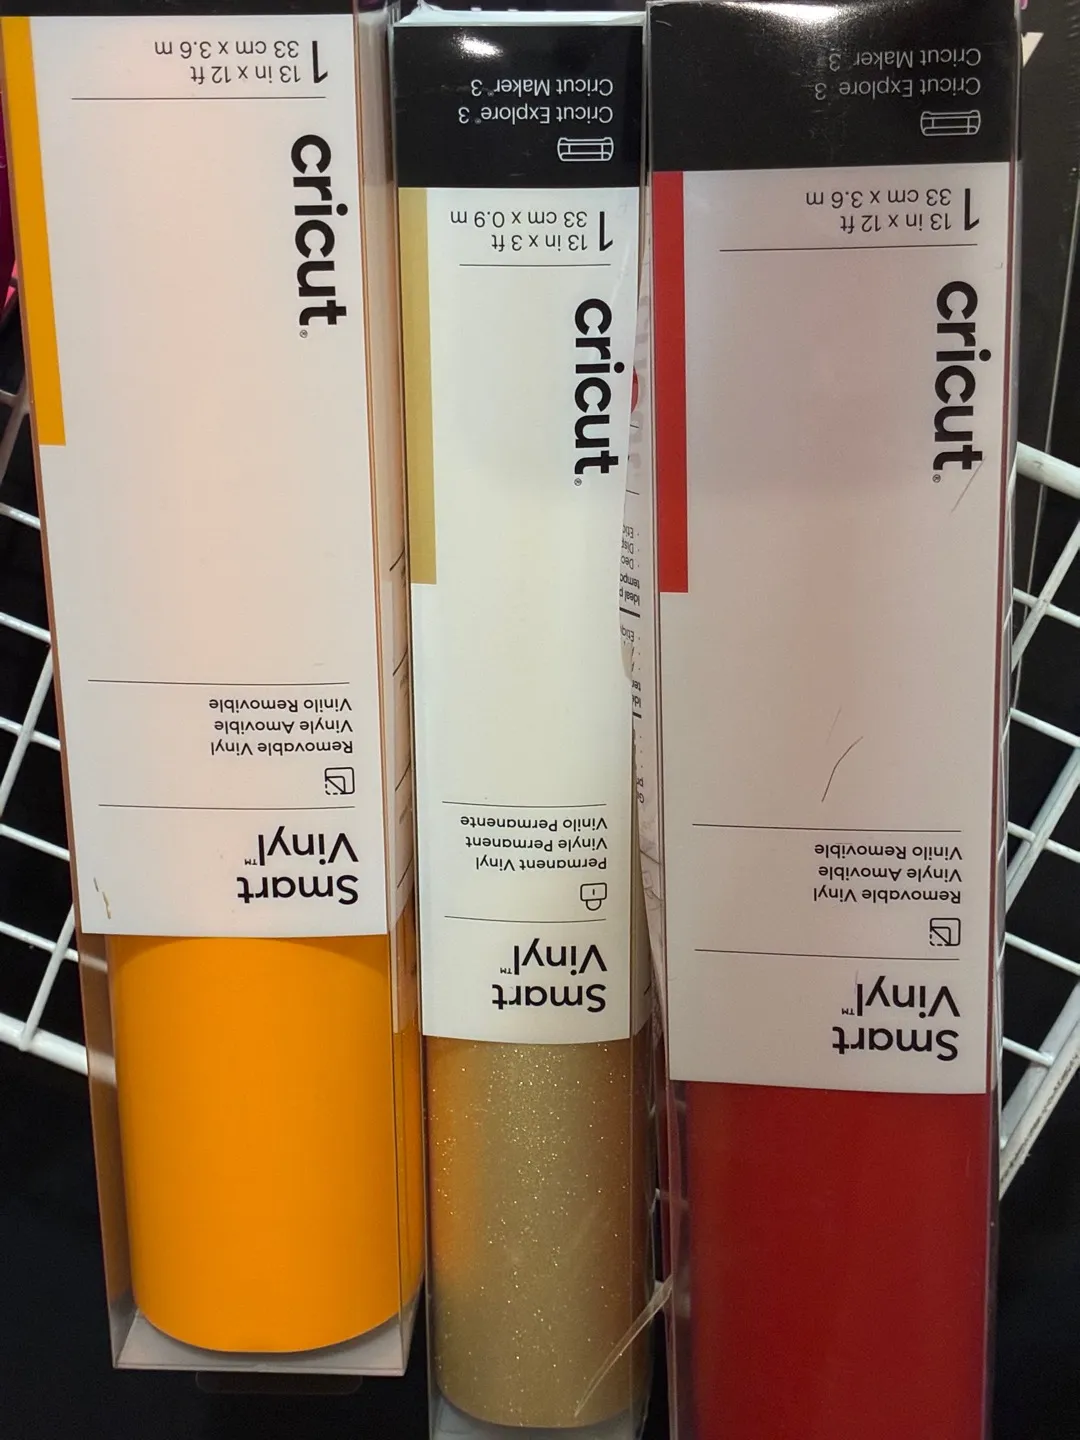 Smart
Vinyl™
Removable Vinyl
Vinyle Amovible
Vinilo Removible
cricut®
1 13 in x 12 ft
33 cm x 3.6 m
Smart
Vinyl™
Permanent Vinyl
Vinyle Permanent
Vinilo Permanente
cricut®
1 13 in x 3 ft
33 cm x 0.9 m
Cricut Explore® 3
Cricut Maker® 3
Smart
Vinyl™
Removable Vinyl
Vinyle Amovible
Vinilo Removible
cricut®
1 13 in x 12 ft
33 cm x 3.6 m
Cricut Explore® 3
Cricut Maker® 3